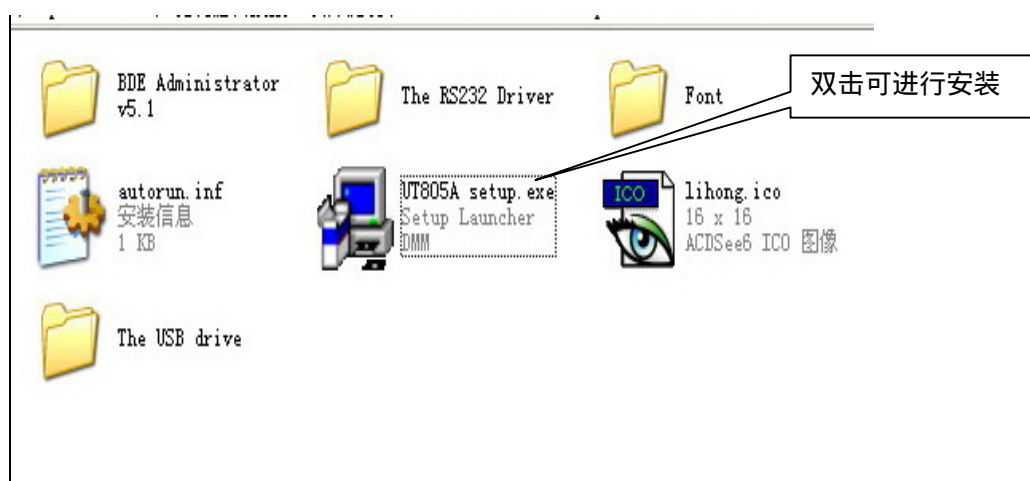 BDE Administrator
v5.1
The RS232 Driver
Font
双击可进行安装
autorun.inf
安装信息
1 KB
UT805A setup.exe
Setup Launcher
DMM
ICO
lihong.ico
16 x 16
ACDSee6 ICO 图像
The USB drive